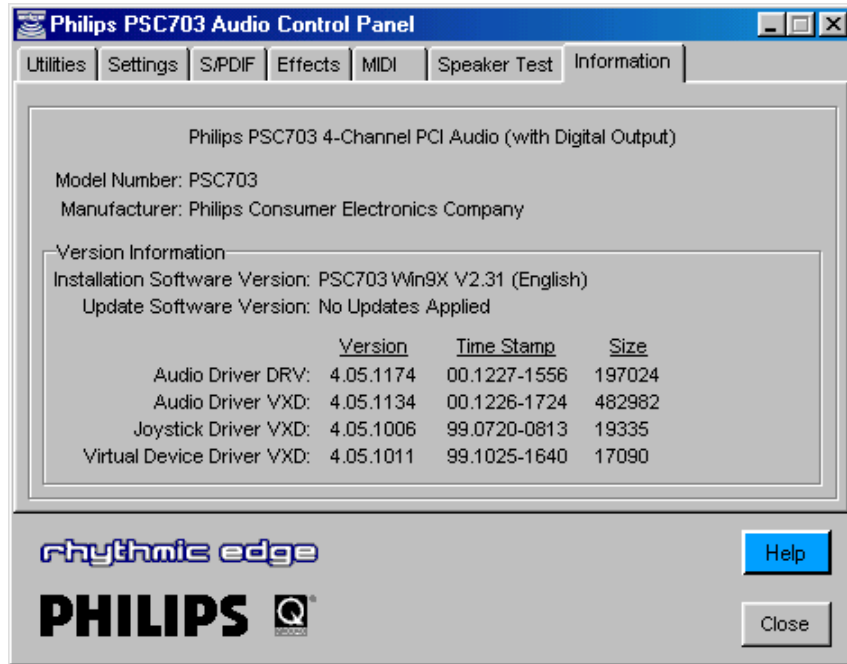 Philips PSC703 Audio Control Panel
Utilities Settings S/PDIF Effects MIDI Speaker Test Information
Philips PSC703 4-Channel PCI Audio (with Digital Output)
Model Number: PSC703
Manufacturer: Philips Consumer Electronics Company
Version Information
Installation Software Version: PSC703 Win9X V2.31 (English)
Update Software Version: No Updates Applied
Version Time Stamp Size
Audio Driver DRV: 4.05.1174 00.1227-1556 197024
Audio Driver VXD: 4.05.1134 00.1226-1724 482982
Joystick Driver VXD: 4.05.1006 99.0720-0813 19335
Virtual Device Driver VXD: 4.05.1011 99.1025-1640 17090
rhythmic edge
Help
PHILIPS Q
Close